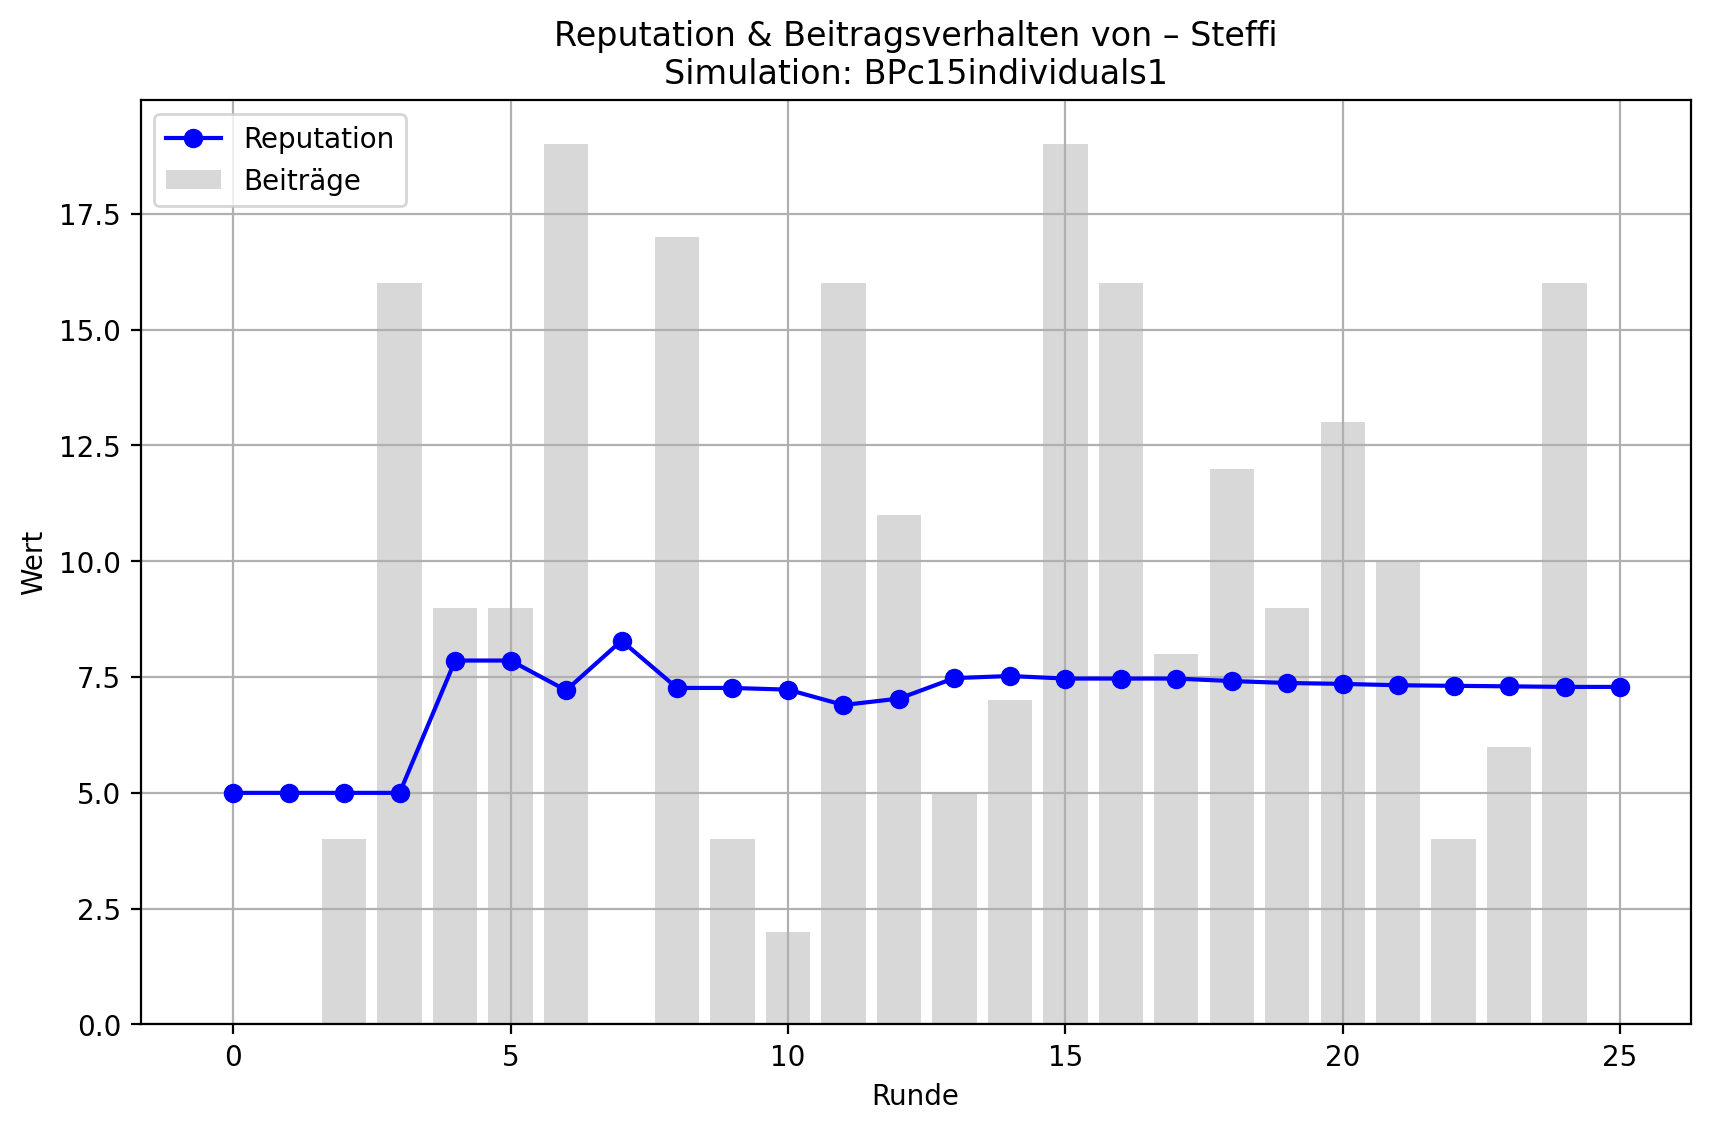 Reputation & Beitragsverhalten von – Steffi
Simulation: BPc15individuals1
Reputation
Beiträge
17.5
15.0
12.5
10.0
7.5
5.0
2.5
0.0
Wert
0 5 10 15 20 25
Runde